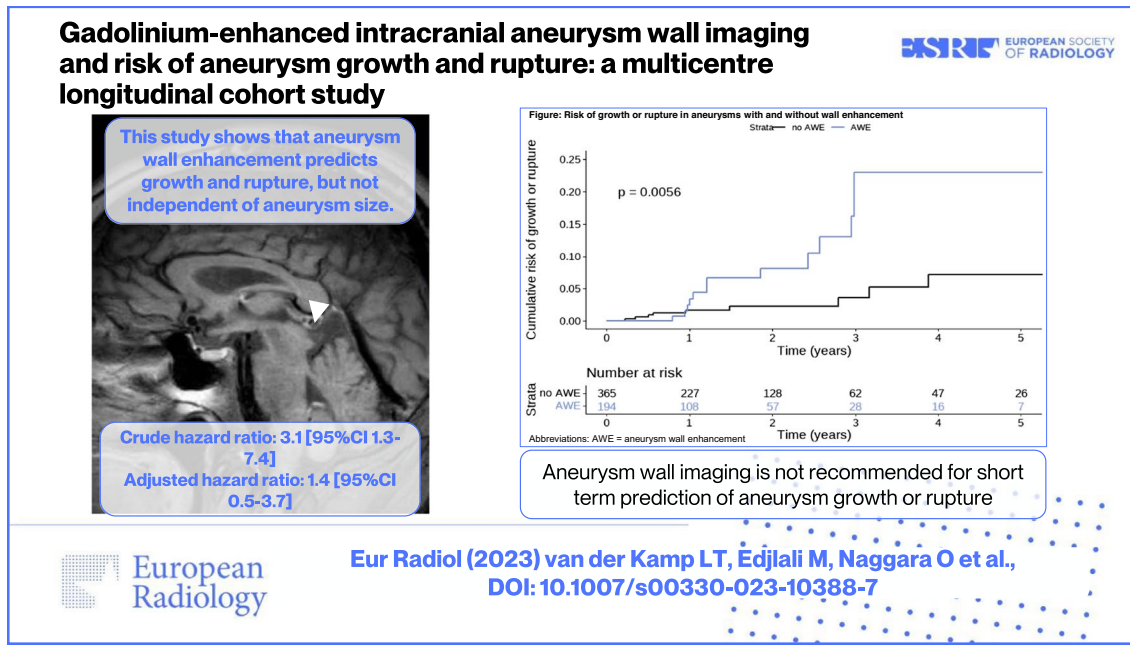 Gadolinium-enhanced intracranial aneurysm wall imaging
and risk of aneurysm growth and rupture: a multicentre
longitudinal cohort study
ESR EUROPEAN SOCIETY
OF RADIOLOGY
This study shows that aneurysm
wall enhancement predicts
growth and rupture, but not
independent of aneurysm size.
Crude hazard ratio: 3.1 [95%CI 1.3-
7.4]
Adjusted hazard ratio: 1.4 [95%CI
0.5-3.7]
Figure: Risk of growth or rupture in aneurysms with and without wall enhancement
Strata no AWE AWE
Cumulative risk of growth or rupture
0.25
0.20
0.15
0.10
0.05
0.00
p = 0.0056
0 1 2 3 4 5
Time (years)
Number at risk
Strata
no AWE 365 227 128 62 47 26
AWE 194 108 57 28 16 7
0 1 2 3 4 5
Time (years)
Abbreviations: AWE = aneurysm wall enhancement
Aneurysm wall imaging is not recommended for short
term prediction of aneurysm growth or rupture
European
Radiology
Eur Radiol (2023) van der Kamp LT, Edjlali M, Naggara O et al.,
DOI: 10.1007/s00330-023-10388-7